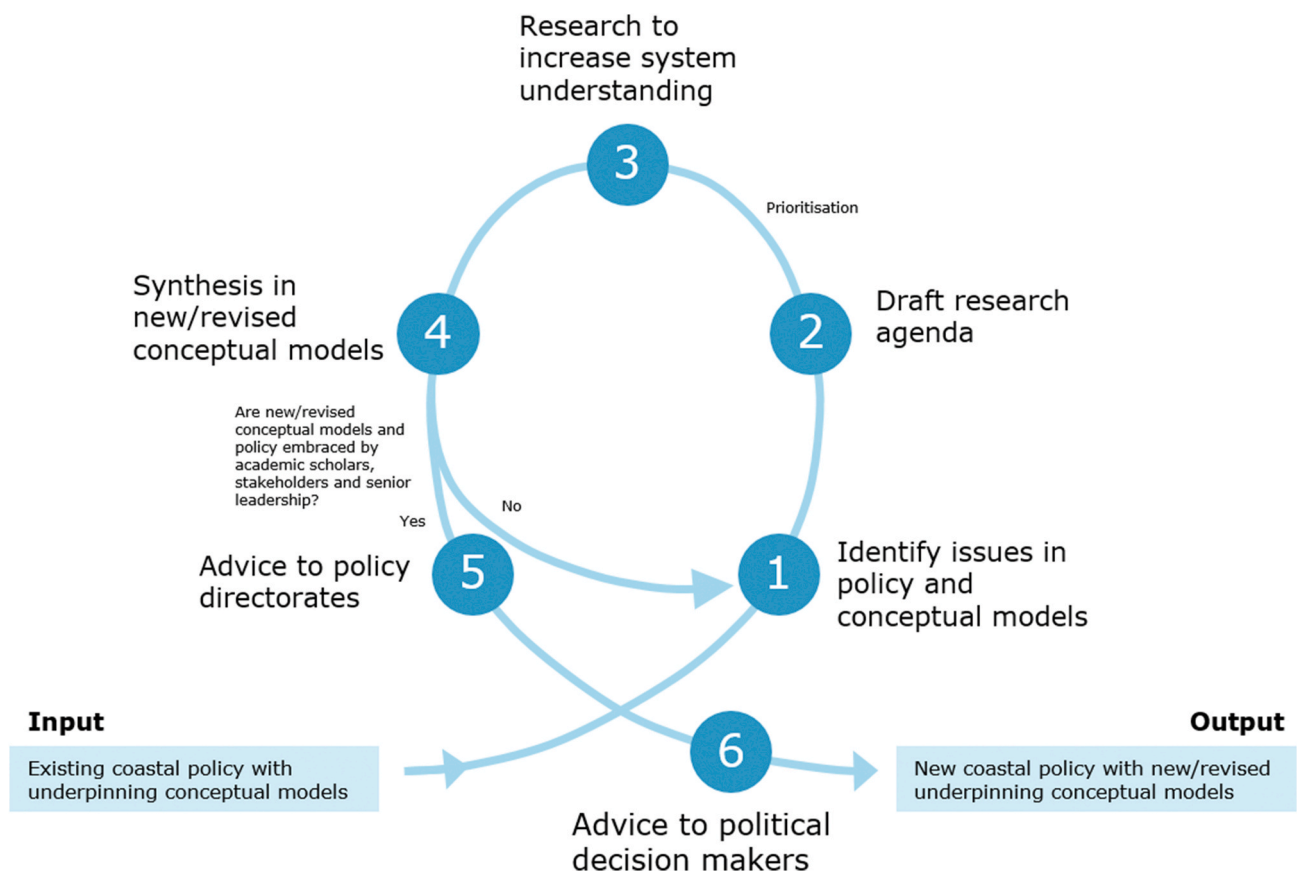 Research to
increase system
understanding
3
Prioritisation
Synthesis in
new/revised
conceptual models
4
2
Draft research
agenda
Are new/revised
conceptual models and
policy embraced by
academic scholars,
stakeholders and senior
leadership?
Yes
No
Advice to policy
directorates
5
1
Identify issues in
policy and
conceptual models
Input
Existing coastal policy with
underpinning conceptual models
6
Advice to political
decision makers
Output
New coastal policy with new/revised
underpinning conceptual models